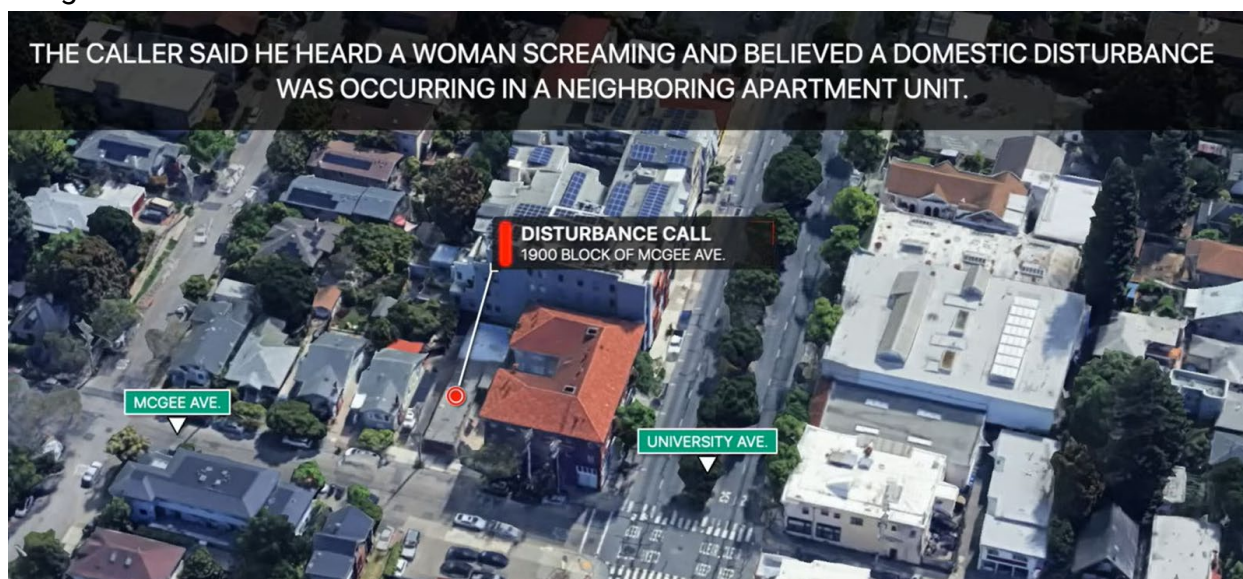 THE CALLER SAID HE HEARD A WOMAN SCREAMING AND BELIEVED A DOMESTIC DISTURBANCE
WAS OCCURRING IN A NEIGHBORING APARTMENT UNIT.
DISTURBANCE CALL
1900 BLOCK OF MCGEE AVE.
MCGEE AVE.
UNIVERSITY AVE.